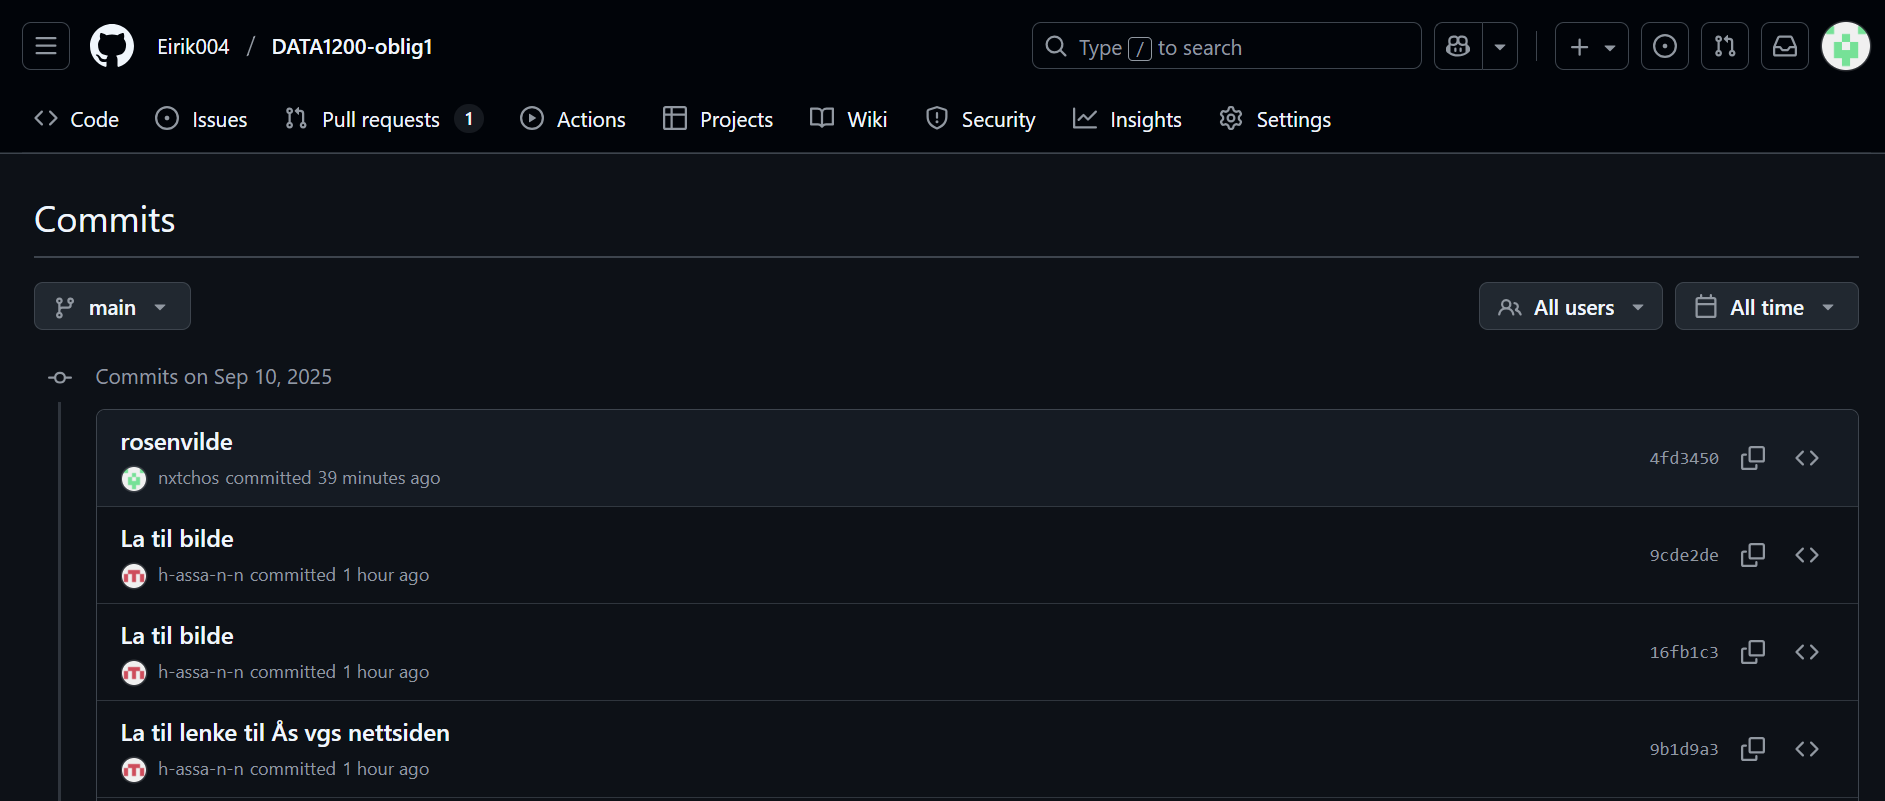 Eirik004 / DATA1200-oblig1
Type / to search
Code Issues Pull requests 1 Actions Projects Wiki Security Insights Settings
Commits
main
All users All time
Commits on Sep 10, 2025
rosenvilde
nxtchos committed 39 minutes ago
4fd3450
La til bilde
h-assa-n-n committed 1 hour ago
9cde2de
La til bilde
h-assa-n-n committed 1 hour ago
16fb1c3
La til lenke til Ås vgs nettsiden
h-assa-n-n committed 1 hour ago
9b1d9a3